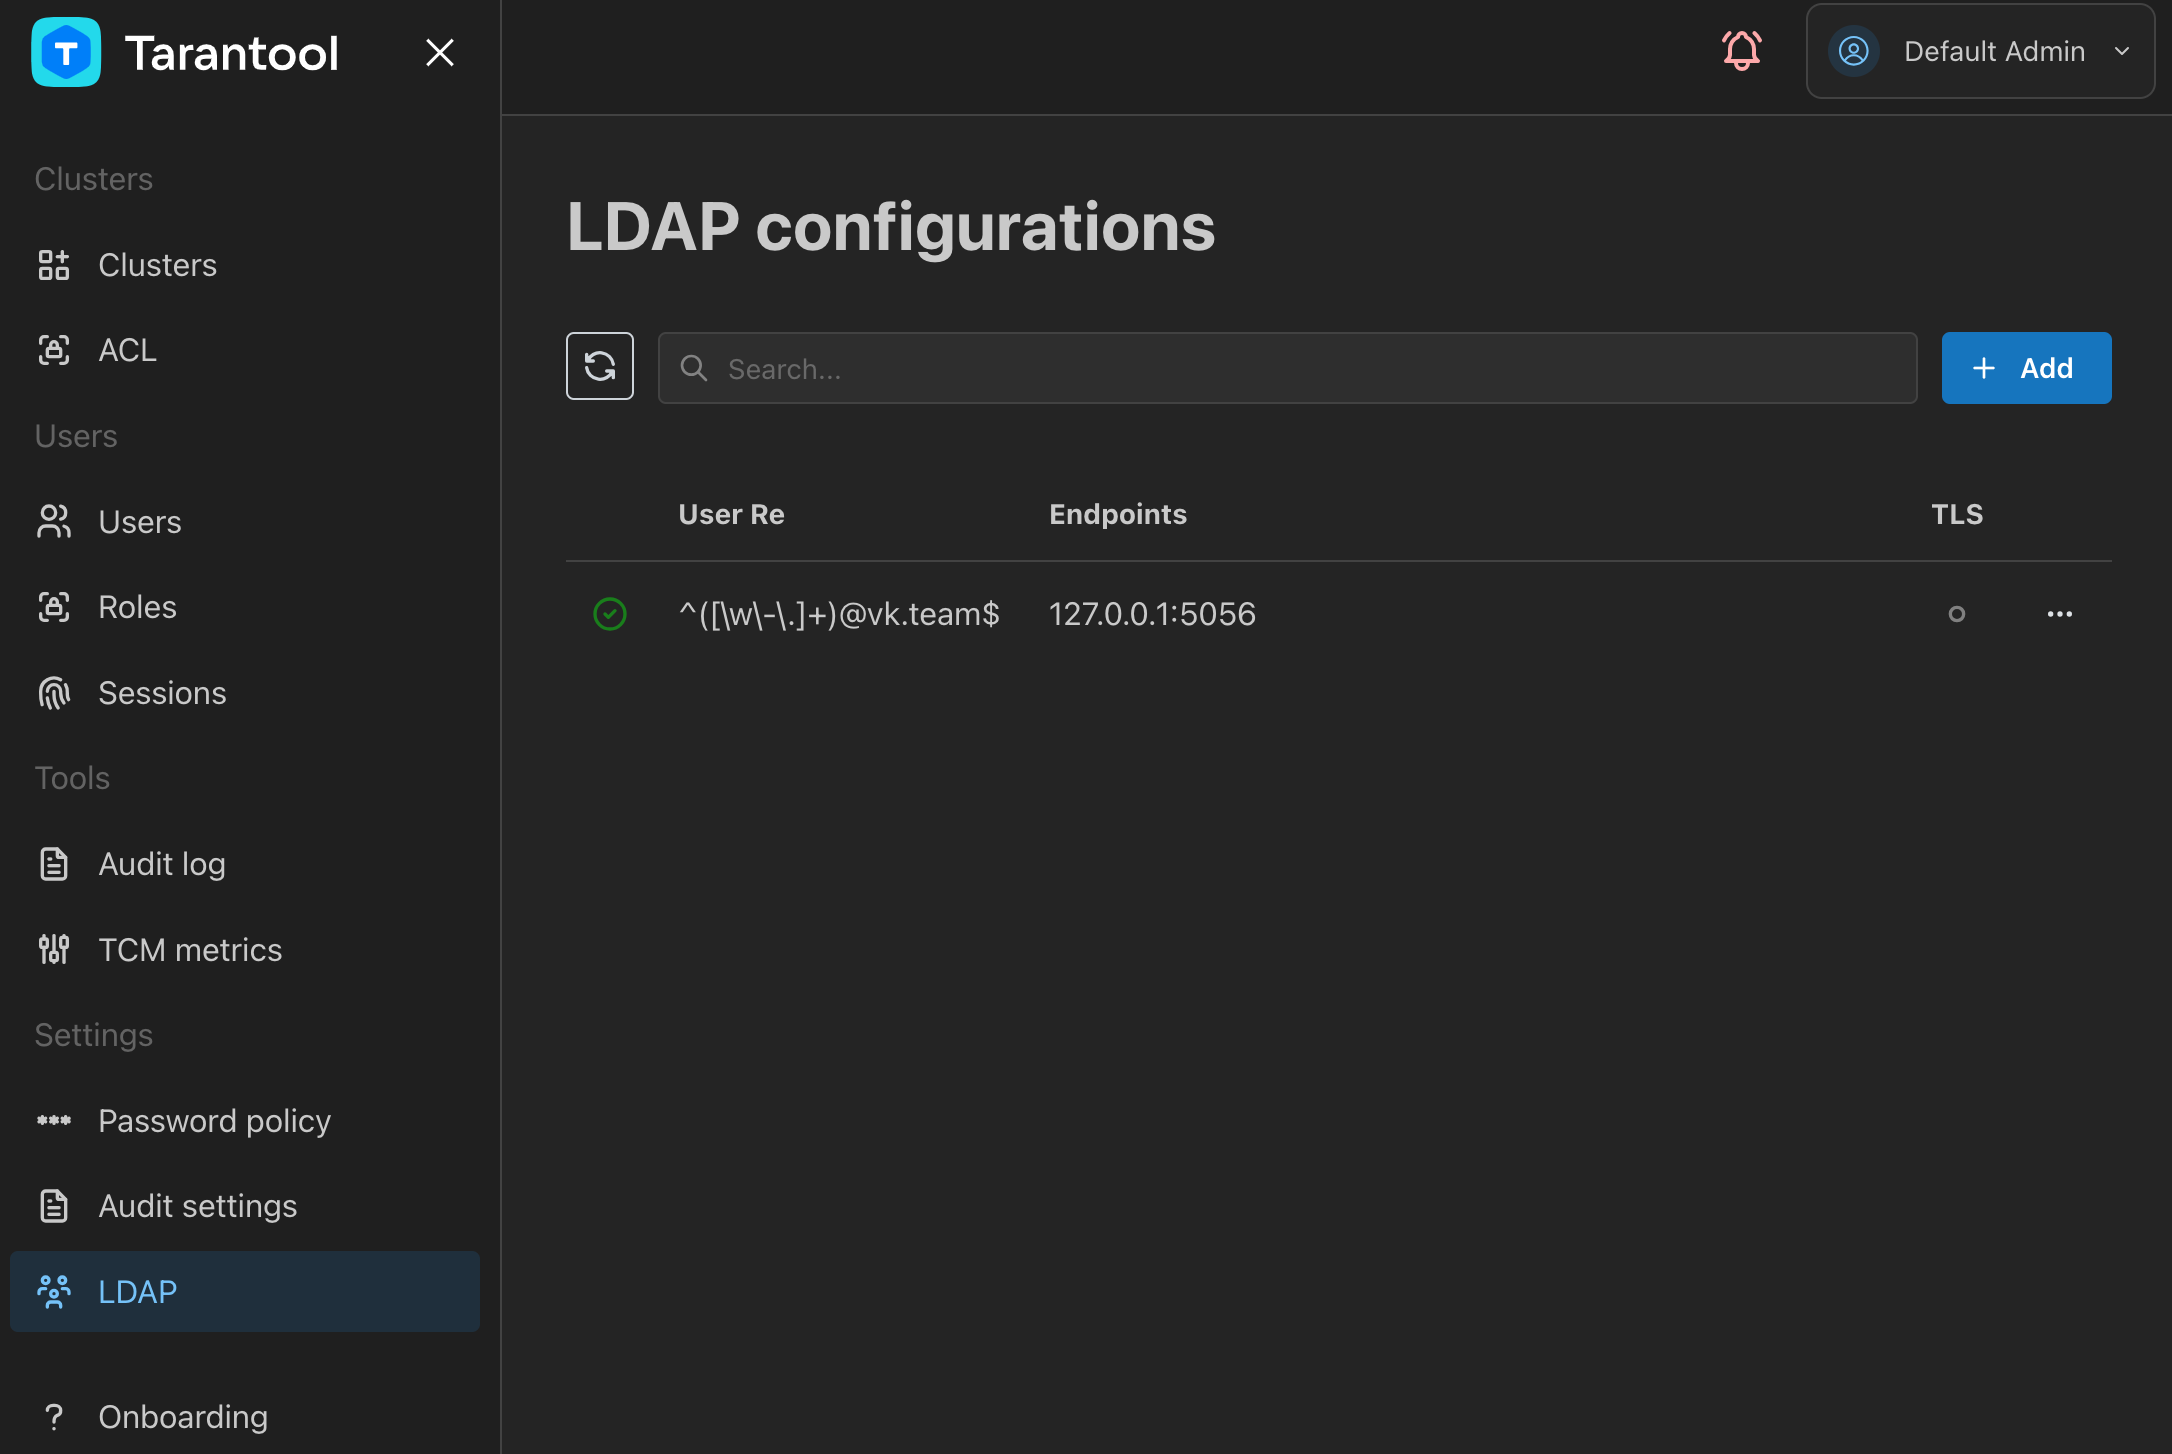 Tarantool
Default Admin
Clusters
Clusters
ACL
Users
Users
Roles
Sessions
Tools
Audit log
TCM metrics
Settings
Password policy
Audit settings
LDAP
Onboarding
LDAP configurations
Search...
Add
User Re Endpoints TLS
^([\w\-\.]+)@vk.team$ 127.0.0.1:5056